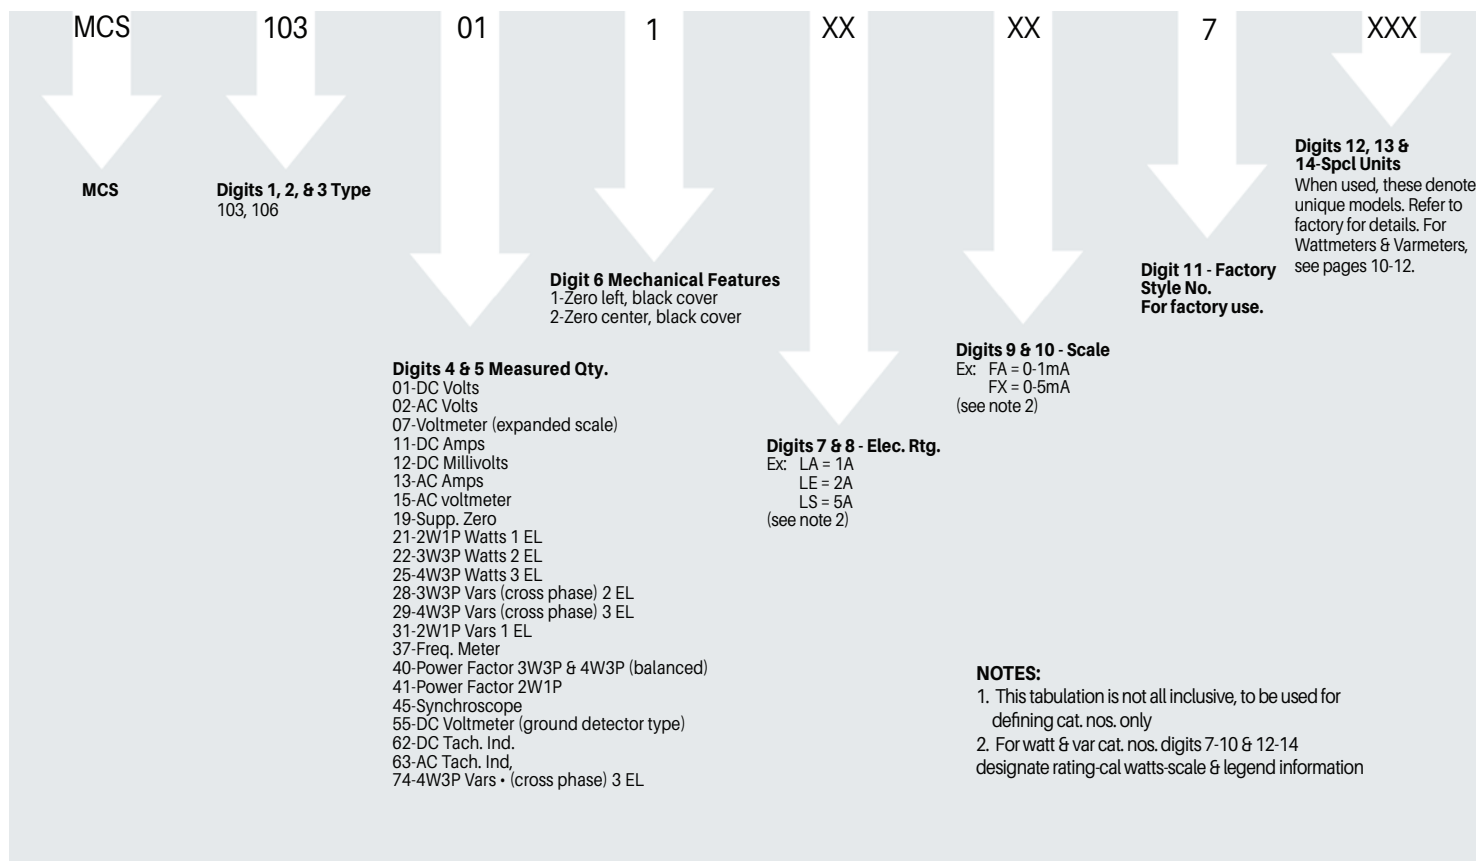 MCS 103 01 1 XX XX 7 XXX
MCS
Digits 1, 2, & 3 Type
103, 106
Digits 4 & 5 Measured Qty.
01-DC Volts
02-AC Volts
07-Voltmeter (expanded scale)
11-DC Amps
12-DC Millivolts
13-AC Amps
15-AC voltmeter
19-Supp. Zero
21-2W1P Watts 1 EL
22-3W3P Watts 2 EL
25-4W3P Watts 3 EL
28-3W3P Vars (cross phase) 2 EL
29-4W3P Vars (cross phase) 3 EL
31-2W1P Vars 1 EL
37-Freq. Meter
40-Power Factor 3W3P & 4W3P (balanced)
41-Power Factor 2W1P
45-Synchroscope
55-DC Voltmeter (ground detector type)
62-DC Tach. Ind.
63-AC Tach. Ind,
74-4W3P Vars • (cross phase) 3 EL
Digit 6 Mechanical Features
1-Zero left, black cover
2-Zero center, black cover
Digits 7 & 8 - Elec. Rtg.
Ex: LA = 1A
LE = 2A
LS = 5A
(see note 2)
Digits 9 & 10 - Scale
Ex: FA = 0-1mA
FX = 0-5mA
(see note 2)
Digit 11 - Factory
Style No.
For factory use.
Digits 12, 13 &
14-Spcl Units
When used, these denote
unique models. Refer to
factory for details. For
Wattmeters & Varmeters,
see pages 10-12.
NOTES:
1. This tabulation is not all inclusive, to be used for
defining cat. nos. only
2. For watt & var cat. nos. digits 7-10 & 12-14
designate rating-cal watts-scale & legend information